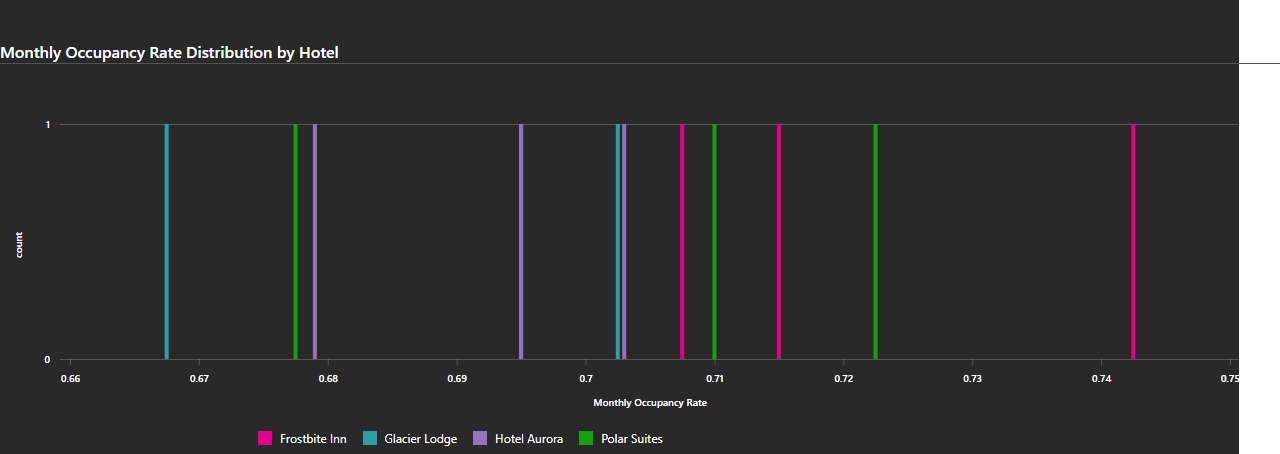 Monthly Occupancy Rate Distribution by Hotel
1
count
0
0.66 0.67 0.68 0.69 0.7 0.71 0.72 0.73 0.74 0.75
Monthly Occupancy Rate
Frostbite Inn Glacier Lodge Hotel Aurora Polar Suites